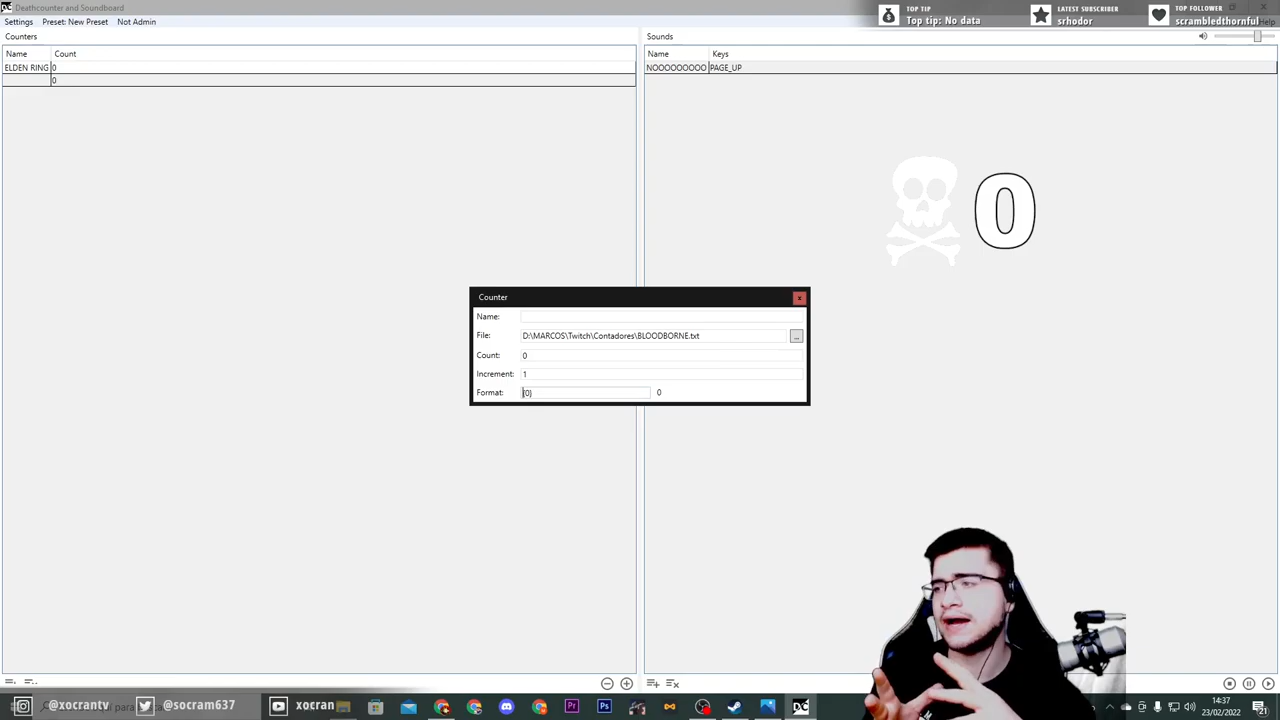 Deathcounter and Soundboard
Settings Preset: New Preset Not Admin
TOP TIP
Top tip: No data
LATEST SUBSCRIBER
srhodor
TOP FOLLOWER
scrambledthornful
Help
Counters
Name Count
ELDEN RING 0
0
Sounds
Name Keys
NOOOOOOOOO PAGE_UP
0
Counter
Name:
File: D:\MARCOS\Twitch\Contadores\BLOODBORNE.txt
...
Count: 0
Increment: 1
Format: {0} 0
@xocrantv
@socram637
xocran
14:37
23/02/2022
21